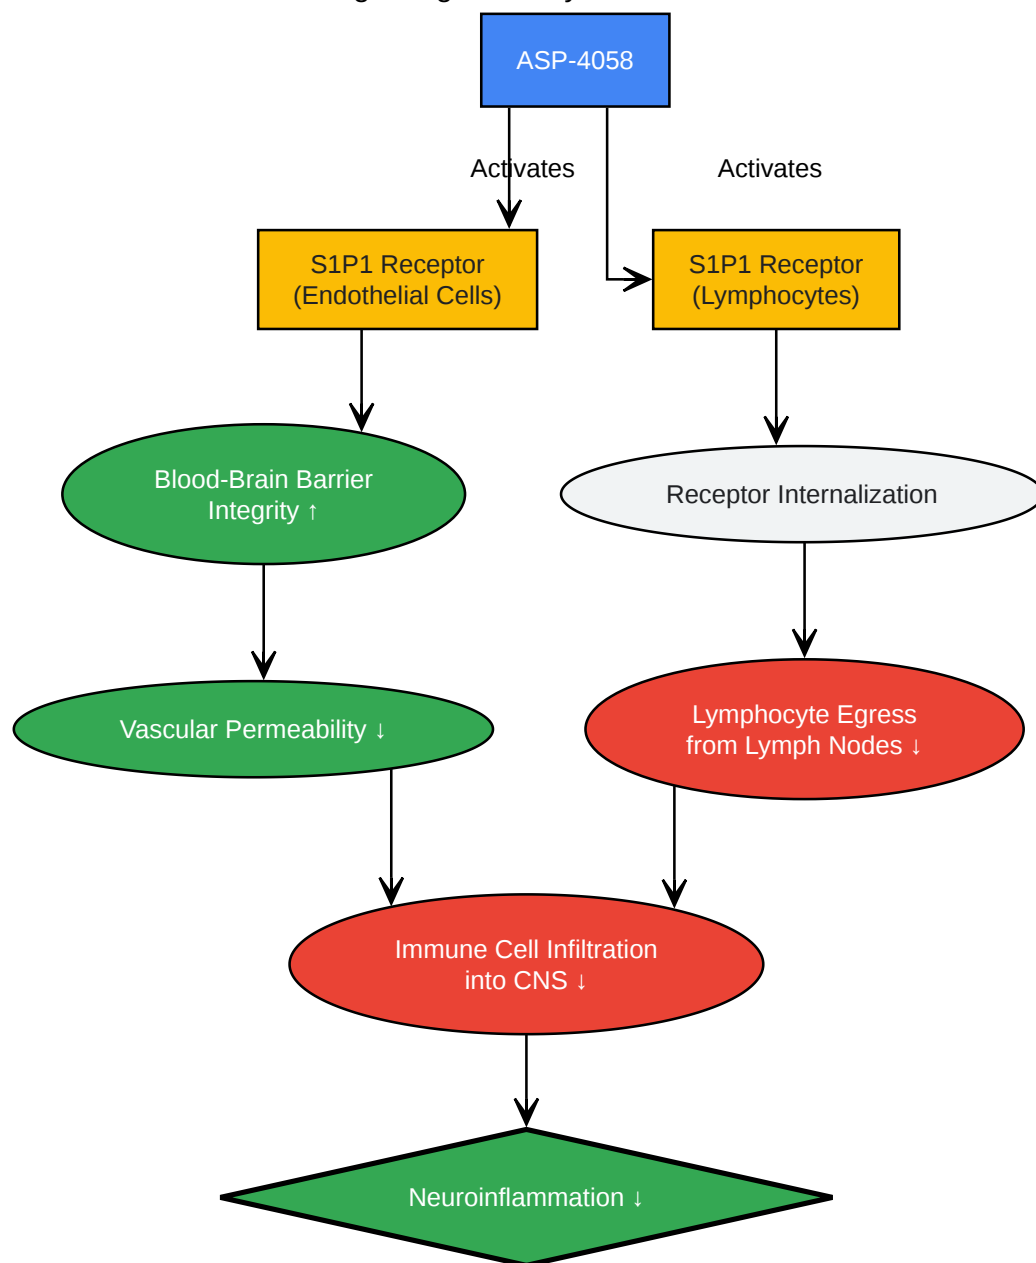 ASP-4058
Activates
Activates
S1P1 Receptor
(Endothelial Cells)
S1P1 Receptor
(Lymphocytes)
Blood-Brain Barrier
Integrity ↑
Receptor Internalization
Vascular Permeability ↓
Lymphocyte Egress
from Lymph Nodes ↓
Immune Cell Infiltration
into CNS ↓
Neuroinflammation ↓